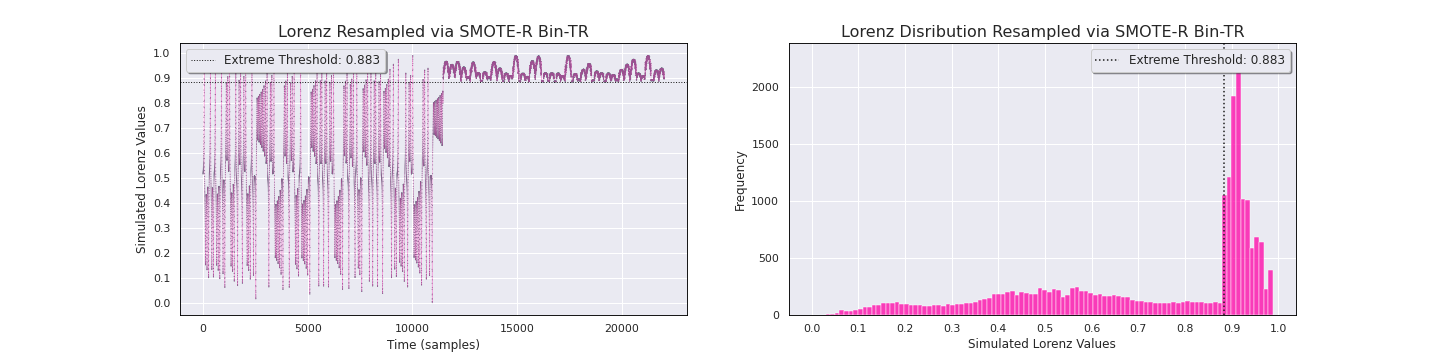 Lorenz Resampled via SMOTE-R Bin-TR
Extreme Threshold: 0.883
1.0
0.9
0.8
0.7
0.6
0.5
0.4
0.3
0.2
0.1
0.0
Simulated Lorenz Values
0 5000 10000 15000 20000
Time (samples)
Lorenz Disribution Resampled via SMOTE-R Bin-TR
Extreme Threshold: 0.883
2000
1500
1000
500
0
Frequency
0.0 0.1 0.2 0.3 0.4 0.5 0.6 0.7 0.8 0.9 1.0
Simulated Lorenz Values